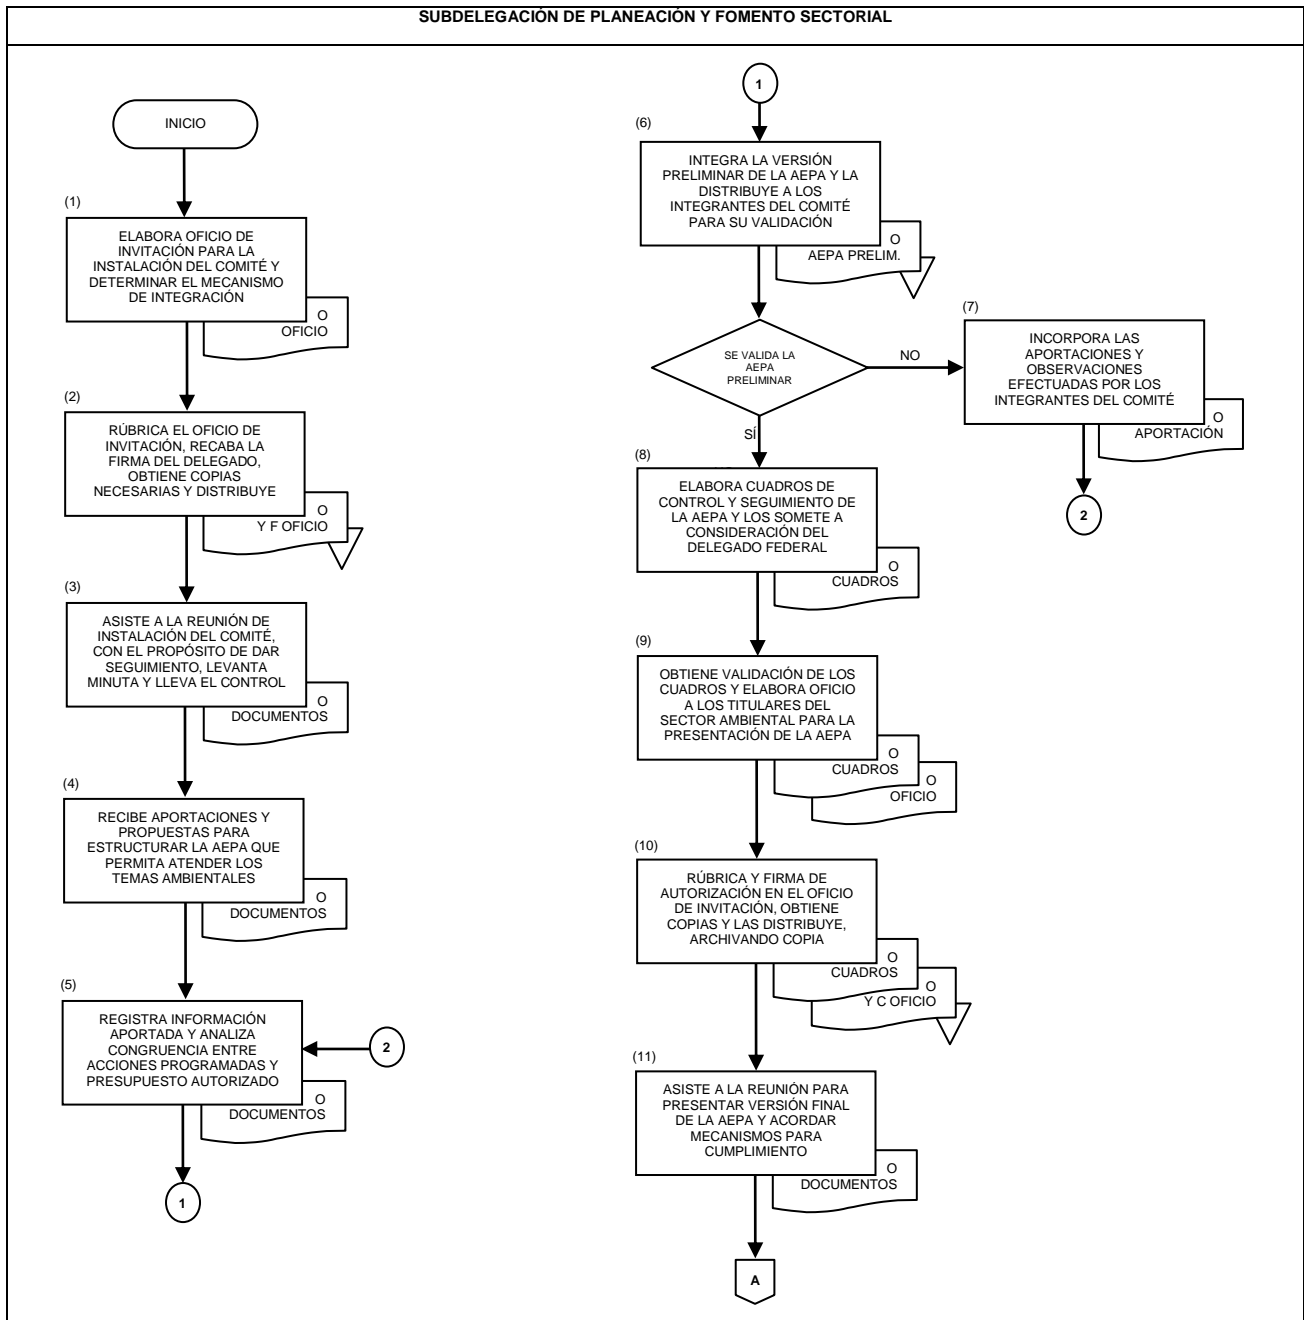 SUBDELEGACIÓN DE PLANEACIÓN Y FOMENTO SECTORIAL
INICIO
(1)
ELABORA OFICIO DE
INVITACIÓN PARA LA
INSTALACIÓN DEL COMITÉ Y
DETERMINAR EL MECANISMO
DE INTEGRACIÓN
O
OFICIO
(2)
RÚBRICA EL OFICIO DE
INVITACIÓN, RECABA LA
FIRMA DEL DELEGADO,
OBTIENE COPIAS
NECESARIAS Y DISTRIBUYE
O
Y F OFICIO
(3)
ASISTE A LA REUNIÓN DE
INSTALACIÓN DEL COMITÉ,
CON EL PROPÓSITO DE DAR
SEGUIMIENTO, LEVANTA
MINUTA Y LLEVA EL CONTROL
O
DOCUMENTOS
(4)
RECIBE APORTACIONES Y
PROPUESTAS PARA
ESTRUCTURAR LA AEPA QUE
PERMITA ATENDER LOS
TEMAS AMBIENTALES
O
DOCUMENTOS
(5)
REGISTRA INFORMACIÓN
APORTADA Y ANALIZA
CONGRUENCIA ENTRE
ACCIONES PROGRAMADAS Y
PRESUPUESTO AUTORIZADO
2
O
DOCUMENTOS
1
1
(6)
INTEGRA LA VERSIÓN
PRELIMINAR DE LA AEPA Y LA
DISTRIBUYE A LOS
INTEGRANTES DEL COMITÉ
PARA SU VALIDACIÓN
O
AEPA PRELIM.
SE VALIDA LA
AEPA
PRELIMINAR
NO
(7)
INCORPORA LAS
APORTACIONES Y
OBSERVACIONES
EFECTUADAS POR LOS
INTEGRANTES DEL COMITÉ
O
APORTACIÓN
2
SÍ
(8)
ELABORA CUADROS DE
CONTROL Y SEGUIMIENTO DE
LA AEPA Y LOS SOMETE A
CONSIDERACIÓN DEL
DELEGADO FEDERAL
O
CUADROS
(9)
OBTIENE VALIDACIÓN DE LOS
CUADROS Y ELABORA OFICIO
A LOS TITULARES DEL
SECTOR AMBIENTAL PARA LA
PRESENTACIÓN DE LA AEPA
O
CUADROS
O
OFICIO
(10)
RÚBRICA Y FIRMA DE
AUTORIZACIÓN EN EL OFICIO
DE INVITACIÓN, OBTIENE
COPIAS Y LAS DISTRIBUYE,
ARCHIVANDO COPIA
O
CUADROS
O
Y C OFICIO
(11)
ASISTE A LA REUNIÓN PARA
PRESENTAR VERSIÓN FINAL
DE LA AEPA Y ACORDAR
MECANISMOS PARA
CUMPLIMIENTO
O
DOCUMENTOS
A